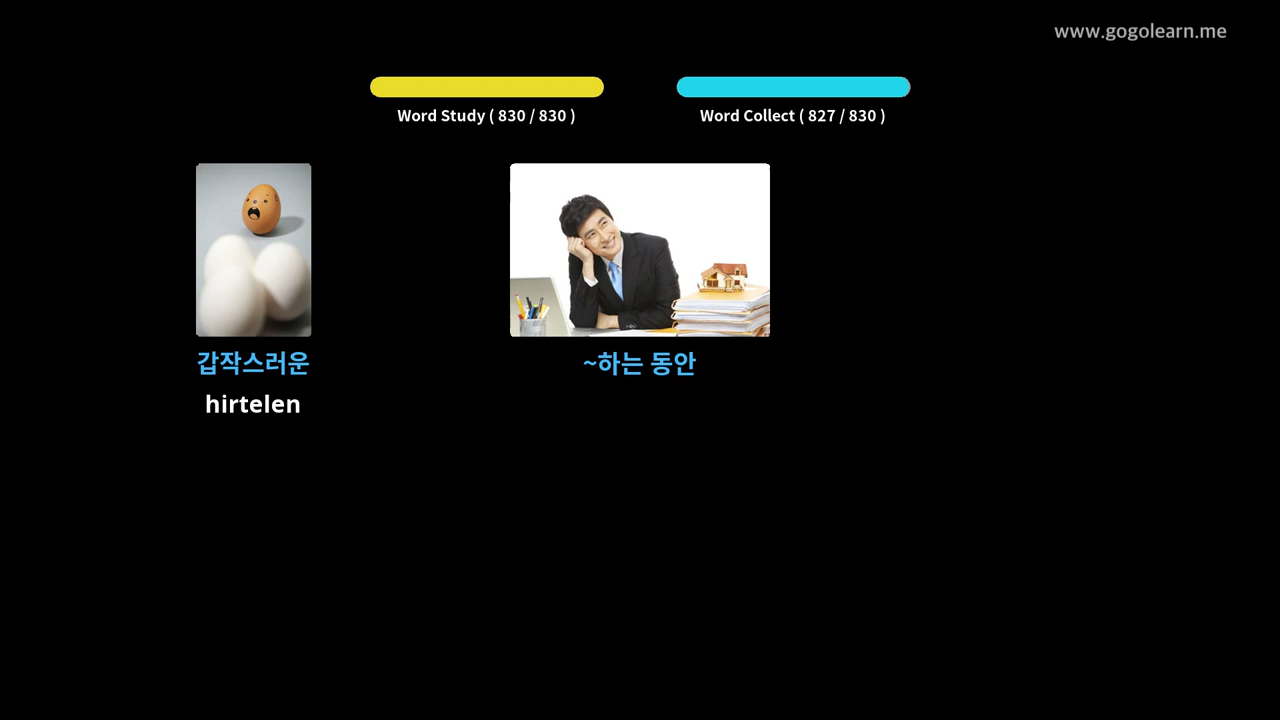 www.gogolearn.me
Word Study ( 830 / 830 )
Word Collect ( 827 / 830 )
갑작스러운
~하는 동안
hirtelen